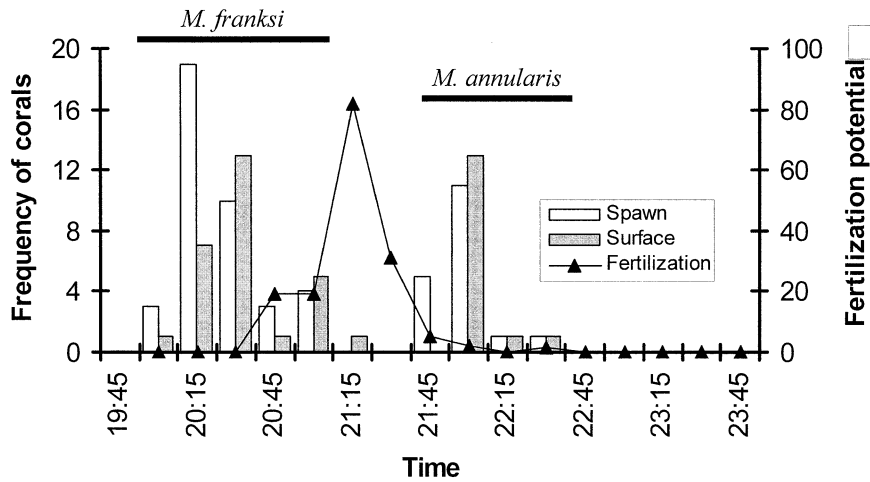 M. franksi
M. annularis
20
16
12
8
4
0
Frequency of corals
100
80
60
40
20
0
Fertilization potential
Spawn
Surface
Fertilization
19:45
20:15
20:45
21:15
21:45
22:15
22:45
23:15
23:45
Time